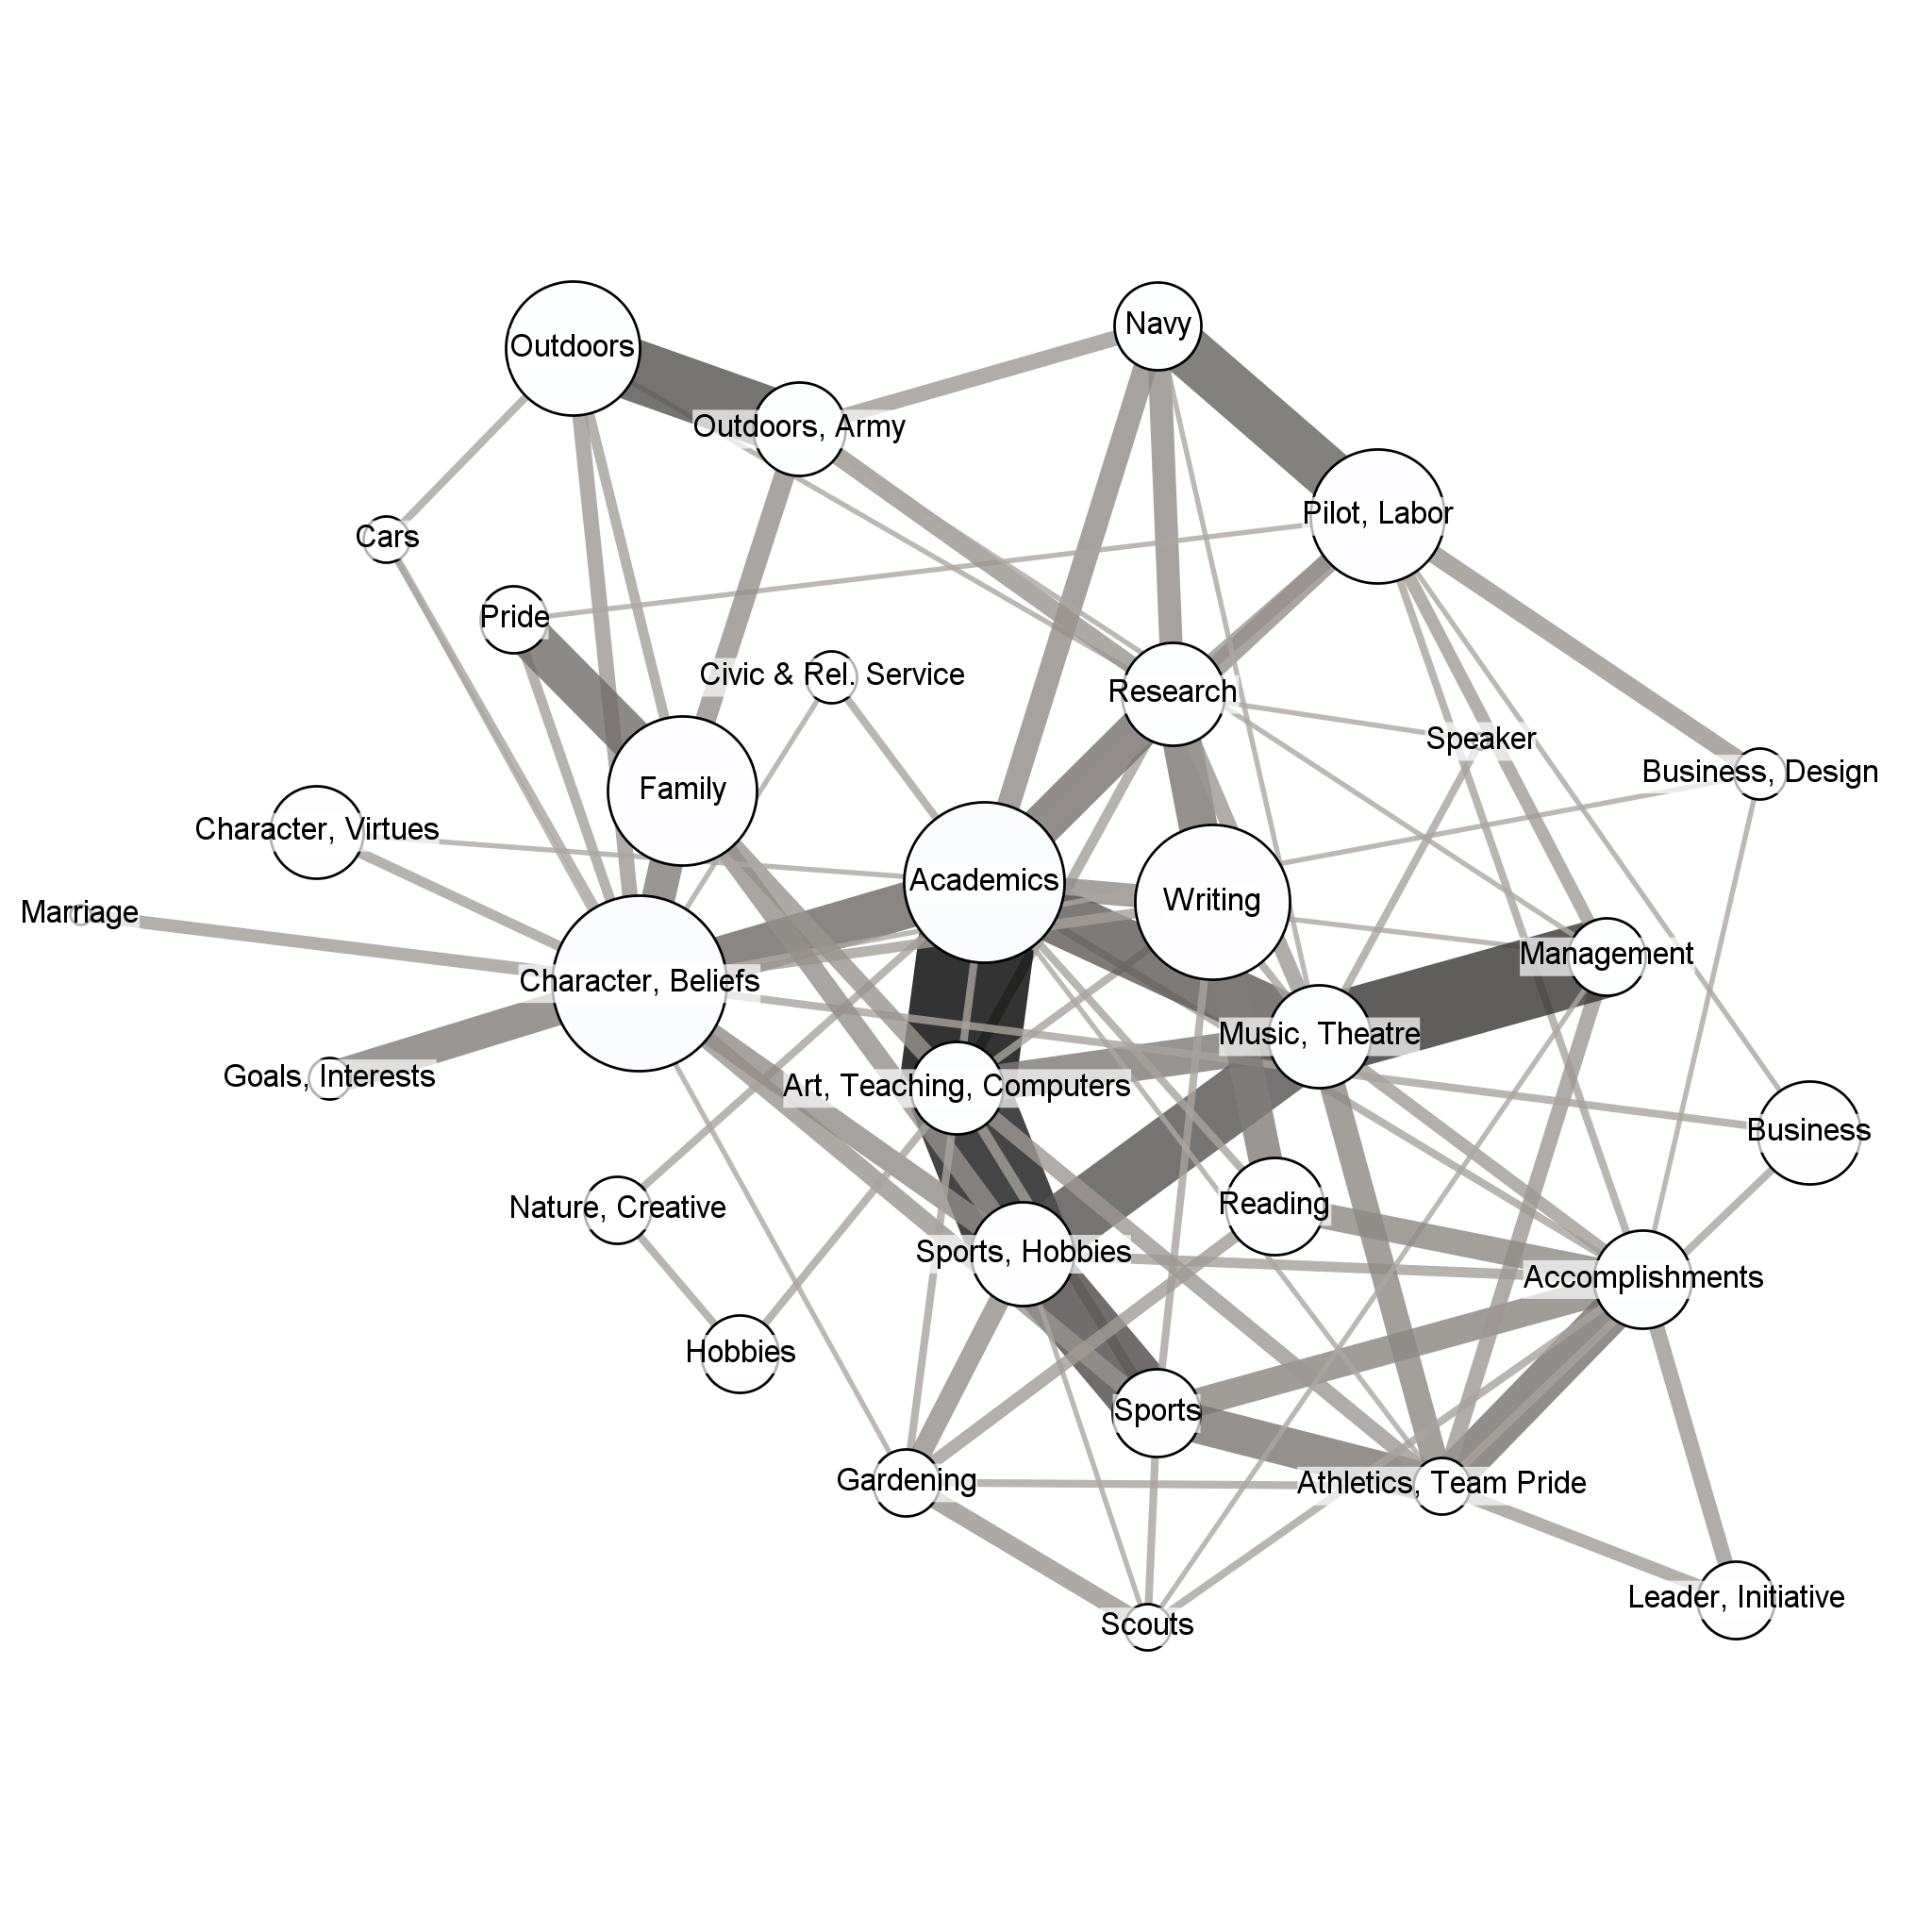 Navy
Outdoors
Outdoors, Army
Pilot, Labor
Cars
Pride
Civic & Rel. Service
Research
Speaker
Business, Design
Family
Character, Virtues
Academics
Writing
Marriage
Management
Character, Beliefs
Music, Theatre
Goals, Interests
Art, Teaching, Computers
Business
Nature, Creative
Reading
Sports, Hobbies
Accomplishments
Hobbies
Sports
Gardening
Athletics, Team Pride
Leader, Initiative
Scouts